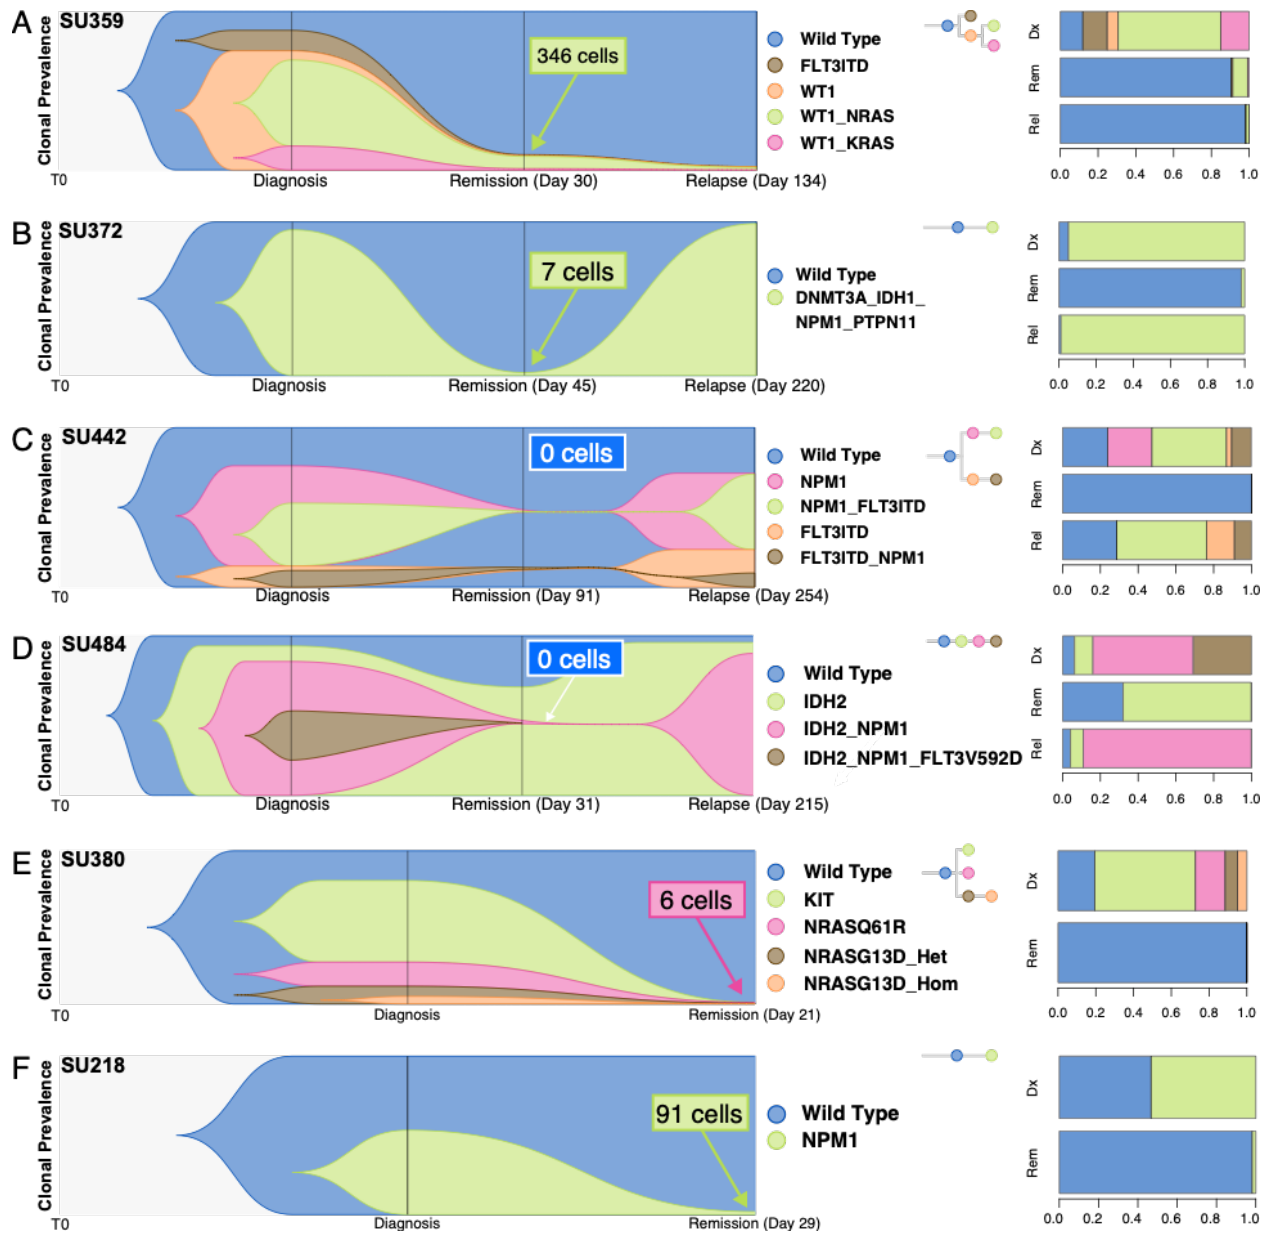 A
SU359
Clonal Prevalence
346 cells
Wild Type
FLT3ITD
WT1
WT1_NRAS
WT1_KRAS
T0
Diagnosis
Remission (Day 30)
Relapse (Day 134)
Dx
Rem
Rel
0.0 0.2 0.4 0.6 0.8 1.0
B
SU372
Clonal Prevalence
7 cells
Wild Type
DNMT3A_IDH1_
NPM1_PTPN11
T0
Diagnosis
Remission (Day 45)
Relapse (Day 220)
Dx
Rem
Rel
0.0 0.2 0.4 0.6 0.8 1.0
C
SU442
Clonal Prevalence
0 cells
Wild Type
NPM1
NPM1_FLT3ITD
FLT3ITD
FLT3ITD_NPM1
T0
Diagnosis
Remission (Day 91)
Relapse (Day 254)
Dx
Rem
Rel
0.0 0.2 0.4 0.6 0.8 1.0
D
SU484
Clonal Prevalence
0 cells
Wild Type
IDH2
IDH2_NPM1
IDH2_NPM1_FLT3V592D
T0
Diagnosis
Remission (Day 31)
Relapse (Day 215)
Dx
Rem
Rel
0.0 0.2 0.4 0.6 0.8 1.0
E
SU380
Clonal Prevalence
6 cells
Wild Type
KIT
NRASQ61R
NRASG13D_Het
NRASG13D_Hom
T0
Diagnosis
Remission (Day 21)
Dx
Rem
0.0 0.2 0.4 0.6 0.8 1.0
F
SU218
Clonal Prevalence
91 cells
Wild Type
NPM1
T0
Diagnosis
Remission (Day 29)
Dx
Rem
0.0 0.2 0.4 0.6 0.8 1.0